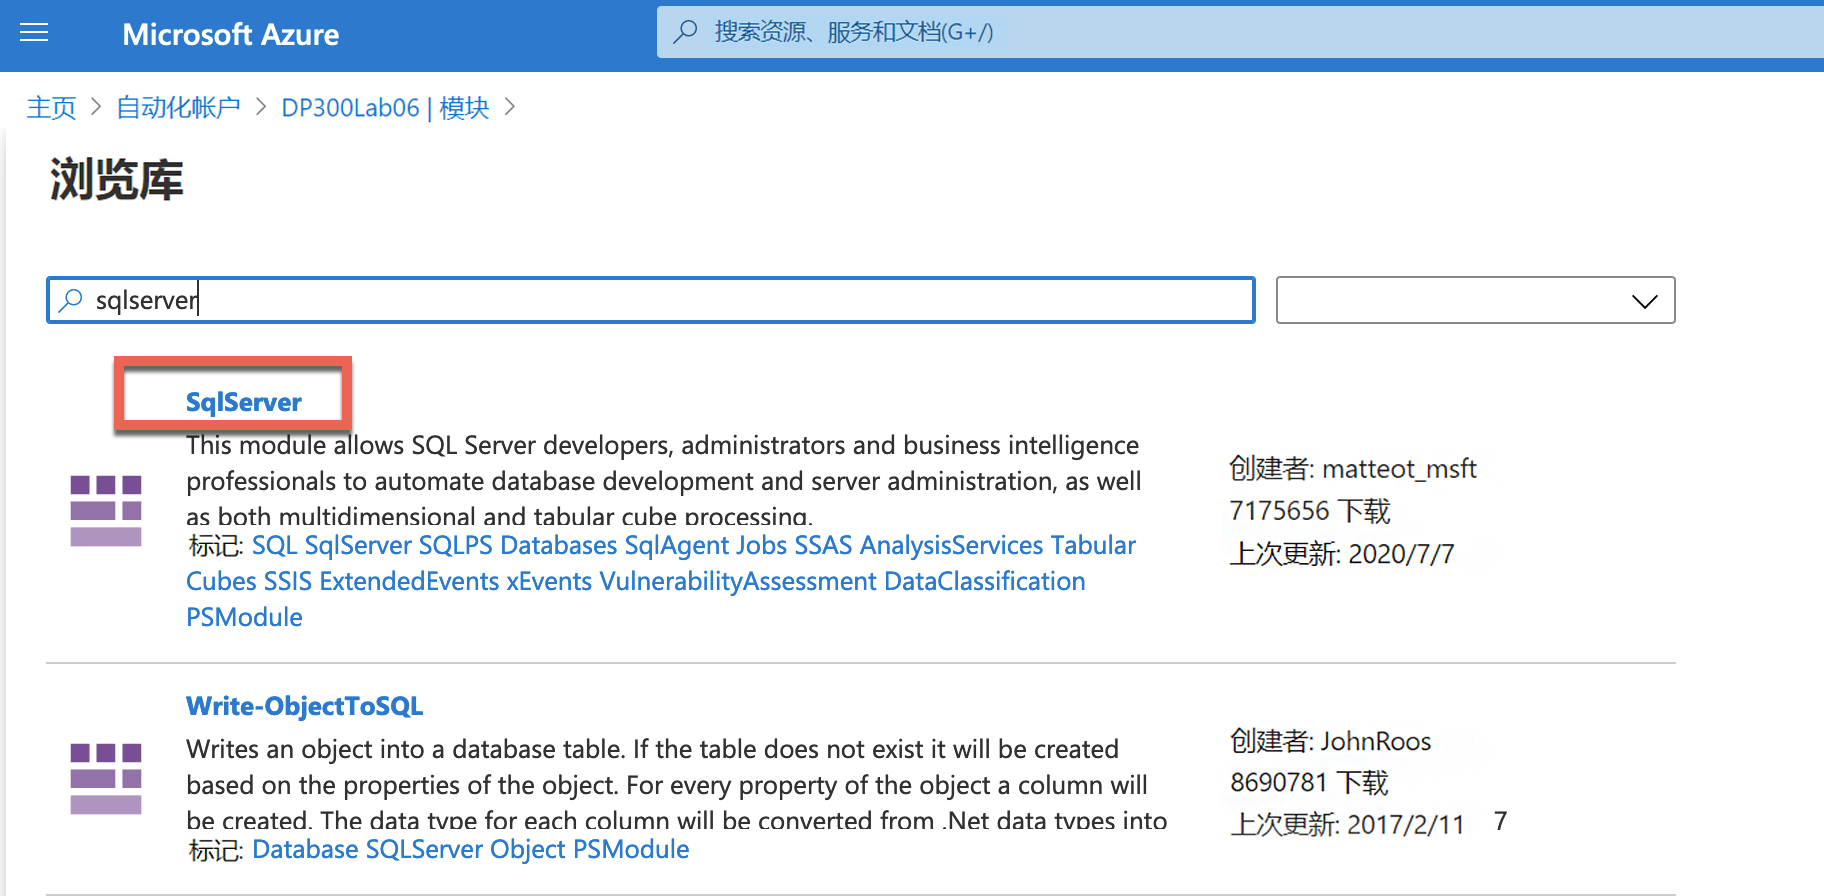 Microsoft Azure
搜索资源、服务和文档(G+/)
主页 > 自动化帐户 > DP300Lab06 | 模块 >
浏览库
sqlserver
SqlServer
This module allows SQL Server developers, administrators and business intelligence
professionals to automate database development and server administration, as well
as both multidimensional and tabular cube processing.
标记: SQL SqlServer SQLPS Databases SqlAgent Jobs SSAS AnalysisServices Tabular
Cubes SSIS ExtendedEvents xEvents VulnerabilityAssessment DataClassification
PSModule
创建者: matteot_msft
7175656 下载
上次更新: 2020/7/7
Write-ObjectToSQL
Writes an object into a database table. If the table does not exist it will be created
based on the properties of the object. For every property of the object a column will
be created. The data type for each column will be converted from .Net data types into
标记: Database SQLServer Object PSModule
创建者: JohnRoos
8690781 下载
上次更新: 2017/2/11 7